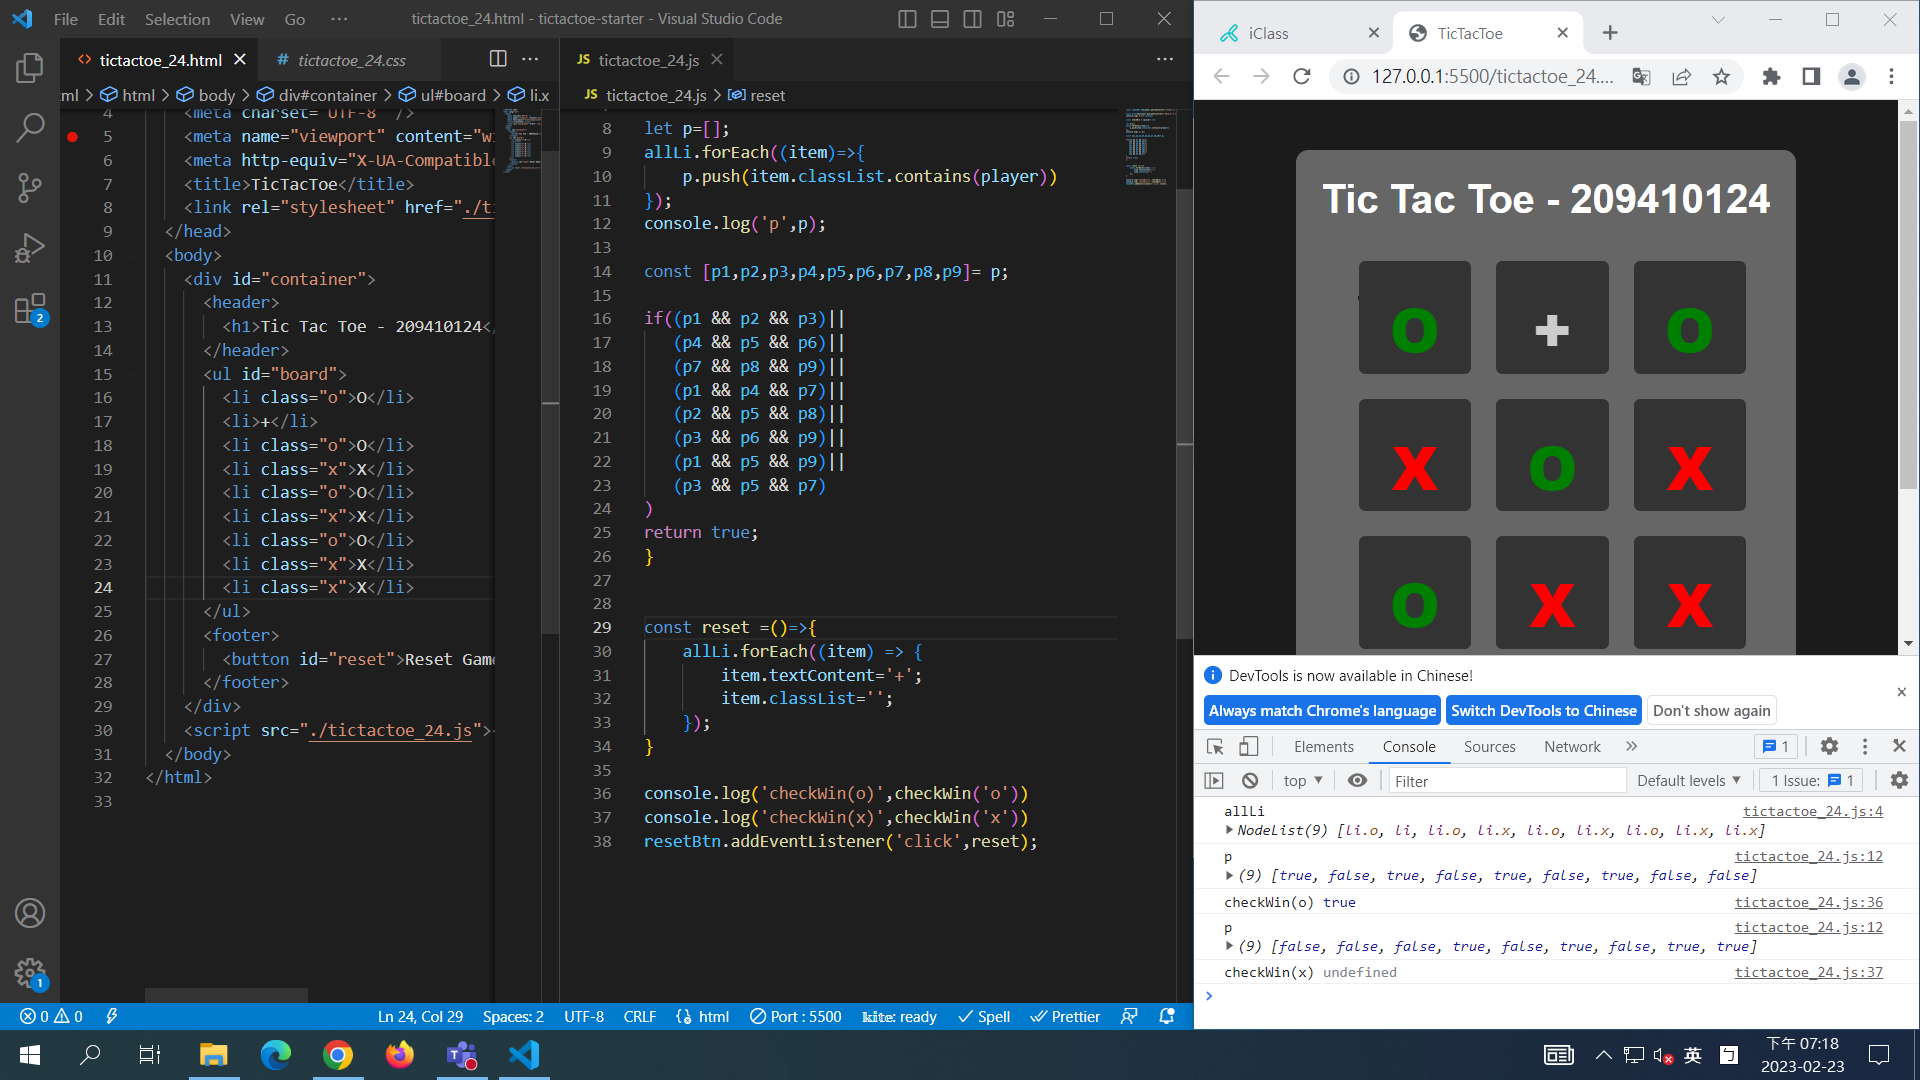 File Edit Selection View Go ··· tictactoe_24.html - tictactoe-starter - Visual Studio Code
tictactoe_24.html
# tictactoe_24.css
ml > html > body > div#container > ul#board > li.x
4 <meta charset="UTF-8" />
5 <meta name="viewport" content="wi
6 <meta http-equiv="X-UA-Compatible
7 <title>TicTacToe</title>
8 <link rel="stylesheet" href="./ti
9 </head>
10 <body>
11 <div id="container">
12 <header>
13 <h1>Tic Tac Toe - 209410124</
14 </header>
15 <ul id="board">
16 <li class="o">O</li>
17 <li>+</li>
18 <li class="o">O</li>
19 <li class="x">X</li>
20 <li class="o">O</li>
21 <li class="x">X</li>
22 <li class="o">O</li>
23 <li class="x">X</li>
24 <li class="x">X</li>
25 </ul>
26 <footer>
27 <button id="reset">Reset Game
28 </footer>
29 </div>
30 <script src="./tictactoe_24.js"><
31 </body>
32 </html>
33
JS tictactoe_24.js
JS tictactoe_24.js > reset
8 let p=[];
9 allLi.forEach((item)=>{
10 p.push(item.classList.contains(player))
11 });
12 console.log('p',p);
13
14 const [p1,p2,p3,p4,p5,p6,p7,p8,p9]= p;
15
16 if((p1 && p2 && p3)||
17 (p4 && p5 && p6)||
18 (p7 && p8 && p9)||
19 (p1 && p4 && p7)||
20 (p2 && p5 && p8)||
21 (p3 && p6 && p9)||
22 (p1 && p5 && p9)||
23 (p3 && p5 && p7)
24 )
25 return true;
26 }
27
28
29 const reset =()=>{
30 allLi.forEach((item) => {
31 item.textContent='+';
32 item.classList='';
33 });
34 }
35
36 console.log('checkWin(o)',checkWin('o'))
37 console.log('checkWin(x)',checkWin('x'))
38 resetBtn.addEventListener('click',reset);
2
1
0 0 Ln 24, Col 29 Spaces: 2 UTF-8 CRLF html Port : 5500 kite: ready Spell Prettier
iClass
TicTacToe
127.0.0.1:5500/tictactoe_24....
Tic Tac Toe - 209410124
O + O
X O X
O X X
DevTools is now available in Chinese!
Always match Chrome's language
Switch DevTools to Chinese
Don't show again
Elements Console Sources Network » 1
top Filter Default levels 1 Issue: 1
allLi tictactoe_24.js:4
NodeList(9) [li.o, li, li.o, li.x, li.o, li.x, li.o, li.x, li.x]
p tictactoe_24.js:12
(9) [true, false, true, false, true, false, true, false, false]
checkWin(o) true tictactoe_24.js:36
p tictactoe_24.js:12
(9) [false, false, false, true, false, true, false, true, true]
checkWin(x) undefined tictactoe_24.js:37
英 ㄅ
下午 07:18
2023-02-23